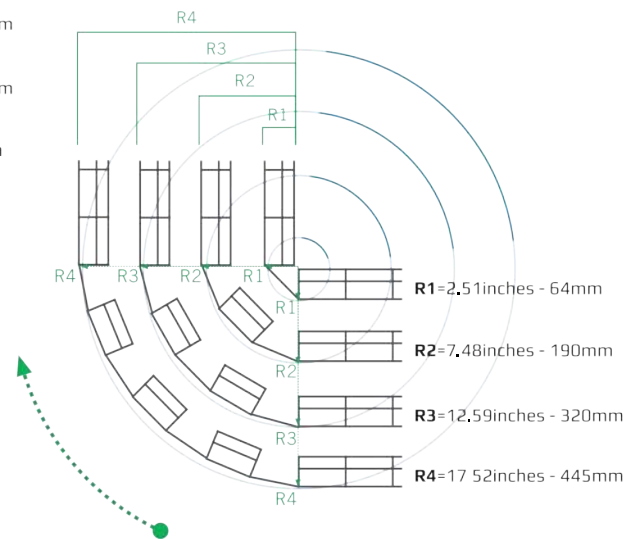 m
R4
R3
m
R2
R1
R4
R3
R2
R1
R1
R1=2.51inches - 64mm
R2
R2=7.48inches - 190mm
R3
R3=12.59inches - 320mm
R4
R4=17 52inches - 445mm